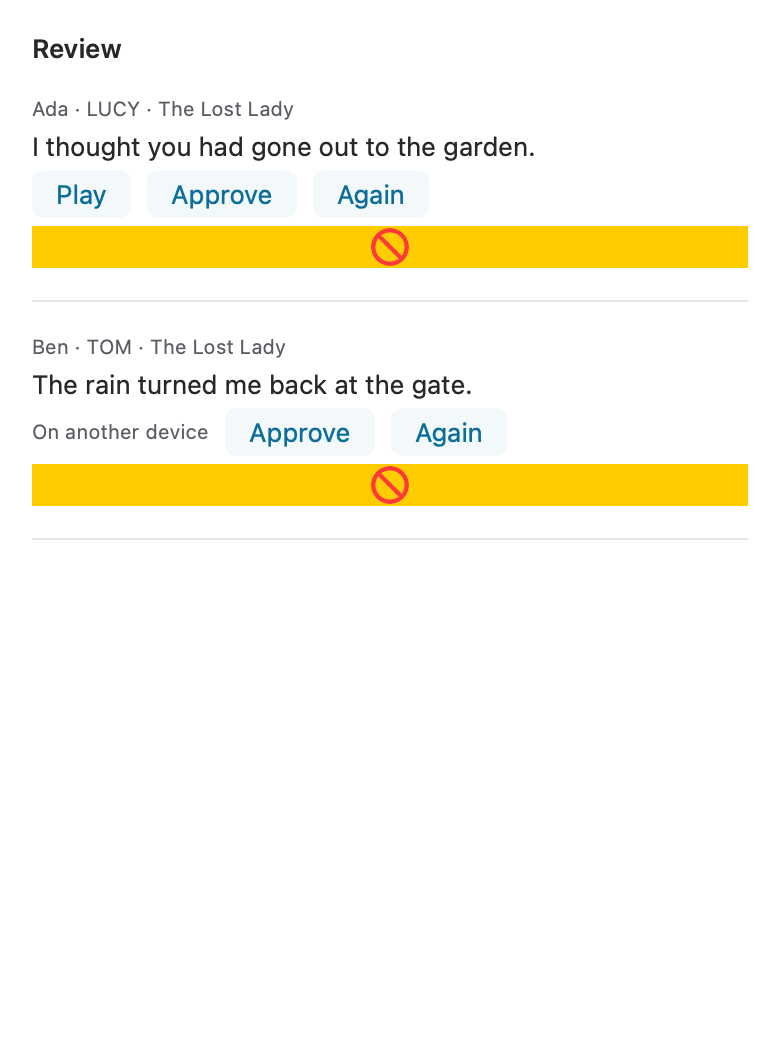 Review
Ada · LUCY · The Lost Lady
I thought you had gone out to the garden.
Play Approve Again
Ben · TOM · The Lost Lady
The rain turned me back at the gate.
On another device Approve Again